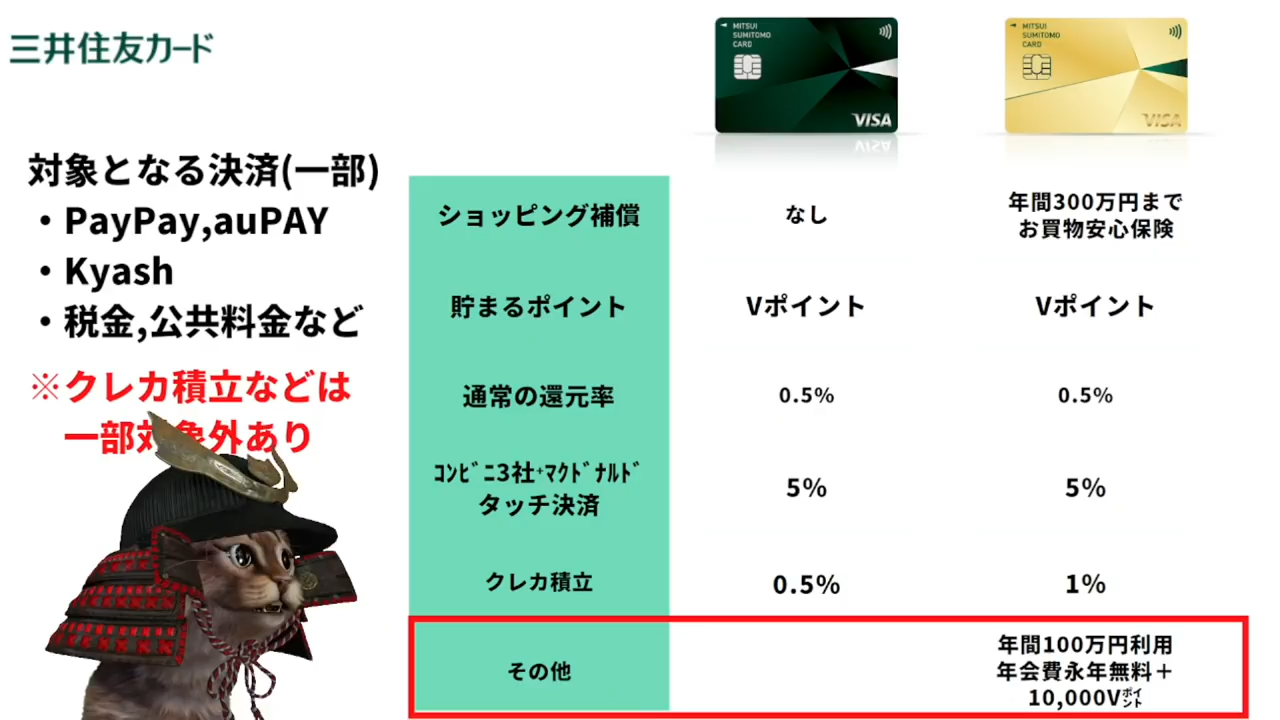 三井住友カード
MITSUI
SUMITOMO
CARD
VISA
MITSUI
SUMITOMO
CARD
VISA
対象となる決済(一部)
・PayPay,auPAY
・Kyash
・税金,公共料金など
※クレカ積立などは
一部対象外あり
ショッピング補償
なし
年間300万円まで
お買物安心保険
貯まるポイント
Vポイント
Vポイント
通常の還元率
0.5%
0.5%
ｺﾝﾋﾞﾆ3社+ﾏｸﾄﾞﾅﾙﾄﾞ
タッチ決済
5%
5%
クレカ積立
0.5%
1%
その他
年間100万円利用
年会費永年無料＋
10,000Vポイント